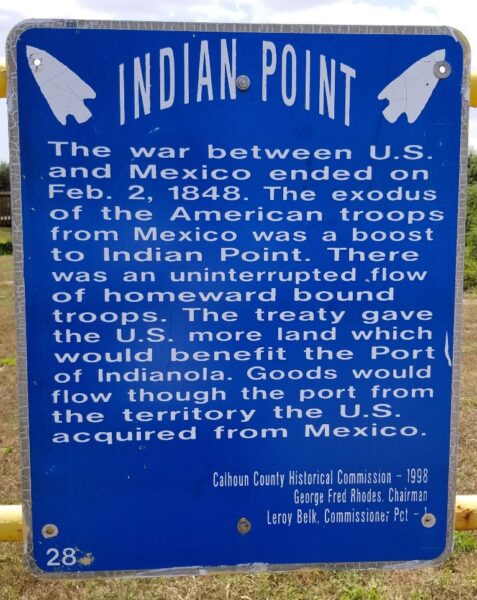 INDIAN POINT
The war between U.S.
and Mexico ended on
Feb. 2, 1848. The exodus
of the American troops
from Mexico was a boost
to Indian Point. There
was an uninterrupted flow
of homeward bound
troops. The treaty gave
the U.S. more land which
would benefit the Port
of Indianola. Goods would
flow though the port from
the territory the U.S.
acquired from Mexico.
Calhoun County Historical Commission - 1998
George Fred Rhodes, Chairman
Leroy Belk, Commissioner Pct - 1
28